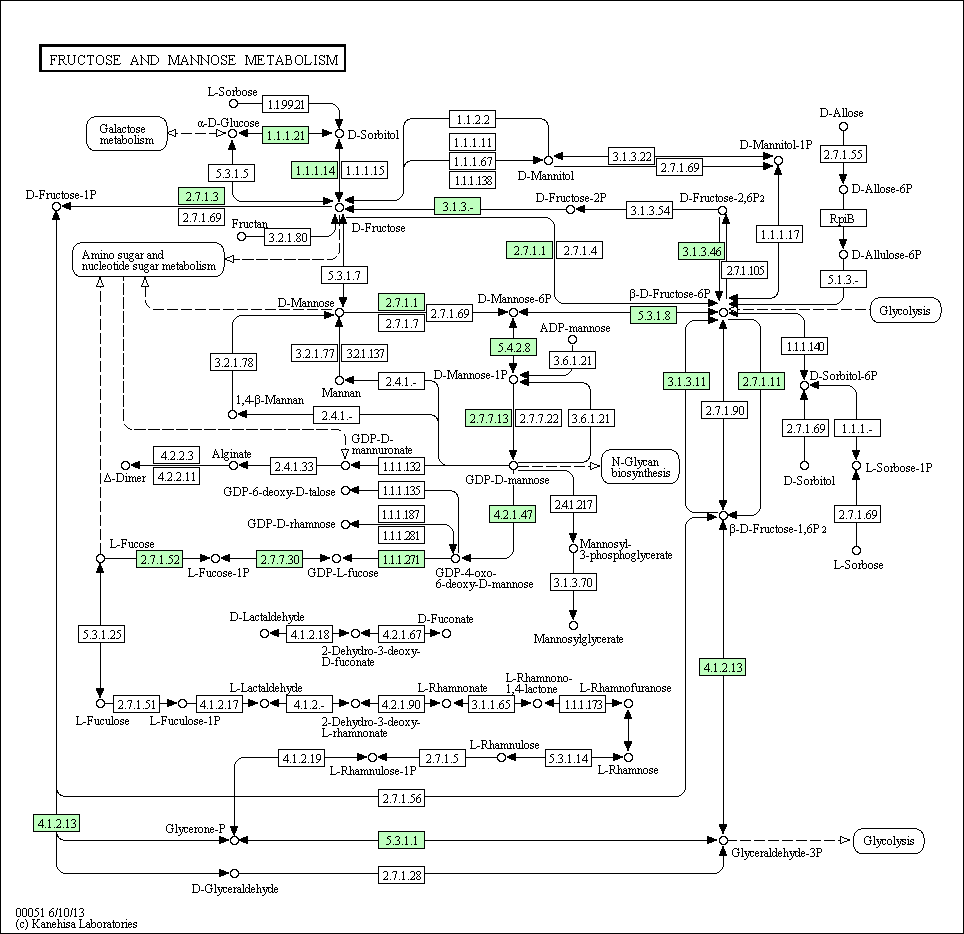 FRUCTOSE AND MANNOSE METABOLISM
L-Sorbose
1.1.99.21
α-D-Glucose
Galactose
metabolism
1.1.1.21
D-Sorbitol
5.3.1.5
1.1.1.14
1.1.1.15
1.1.2.2
1.1.1.11
1.1.1.67
1.1.1.138
D-Mannitol
3.1.3.22
2.7.1.69
D-Mannitol-1P
D-Allose
2.7.1.55
D-Allose-6P
RpiB
D-Allulose-6P
5.1.3.-
D-Fructose-1P
2.7.1.3
2.7.1.69
Fructan
3.2.1.80
D-Fructose
3.1.3.-
D-Fructose-2P
3.1.3.54
D-Fructose-2,6P2
1.1.1.17
2.7.1.1
2.7.1.4
3.1.3.46
2.7.1.105
Amino sugar and
nucleotide sugar metabolism
5.3.1.7
D-Mannose
2.7.1.1
2.7.1.7
2.7.1.69
D-Mannose-6P
5.3.1.8
β-D-Fructose-6P
Glycolysis
ADP-mannose
5.4.2.8
3.6.1.21
3.2.1.78
3.2.1.77
3.2.1.137
1.1.1.140
D-Mannose-1P
Mannan
2.4.1.-
D-Sorbitol-6P
3.1.3.11
2.7.1.11
1,4-β-Mannan
2.4.1.-
2.7.7.13
2.7.7.22
3.6.1.21
2.7.1.90
2.7.1.69
1.1.1.-
GDP-D-
mannuronate
Alginate
4.2.2.3
4.2.2.11
Δ-Dimer
2.4.1.33
1.1.1.132
GDP-D-mannose
N-Glycan
biosynthesis
D-Sorbitol
L-Sorbose-1P
GDP-6-deoxy-D-talose
1.1.1.135
4.2.1.47
2.4.1.217
GDP-D-rhamnose
1.1.1.187
1.1.1.281
2.7.1.69
β-D-Fructose-1,6P2
L-Fucose
2.7.1.52
L-Fucose-1P
2.7.7.30
GDP-L-fucose
1.1.1.271
GDP-4-oxo-
6-deoxy-D-mannose
Mannosyl-
3-phosphoglycerate
L-Sorbose
3.1.3.70
Mannosylglycerate
5.3.1.25
D-Lactaldehyde
4.1.2.18
2-Dehydro-3-deoxy-
D-fuconate
4.2.1.67
D-Fuconate
4.1.2.13
L-Fuculose
2.7.1.51
L-Fuculose-1P
4.1.2.17
L-Lactaldehyde
4.1.2.-
2-Dehydro-3-deoxy-
L-rhamnonate
4.2.1.90
L-Rhamnonate
3.1.1.65
L-Rhamnono-
1,4-lactone
1.1.1.173
L-Rhamnofuranose
4.1.2.19
L-Rhamnulose-1P
2.7.1.5
L-Rhamnulose
5.3.1.14
L-Rhamnose
2.7.1.56
4.1.2.13
Glycerone-P
5.3.1.1
Glyceraldehyde-3P
Glycolysis
D-Glyceraldehyde
2.7.1.28
00051 6/10/13
(c) Kanehisa Laboratories